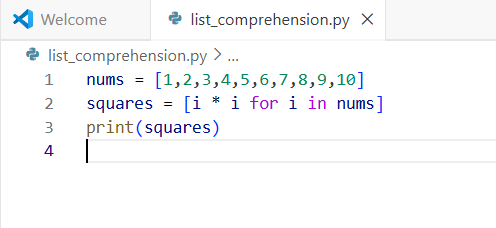 Welcome list_comprehension.py
list_comprehension.py > ...
1 nums = [1,2,3,4,5,6,7,8,9,10]
2 squares = [i * i for i in nums]
3 print(squares)
4